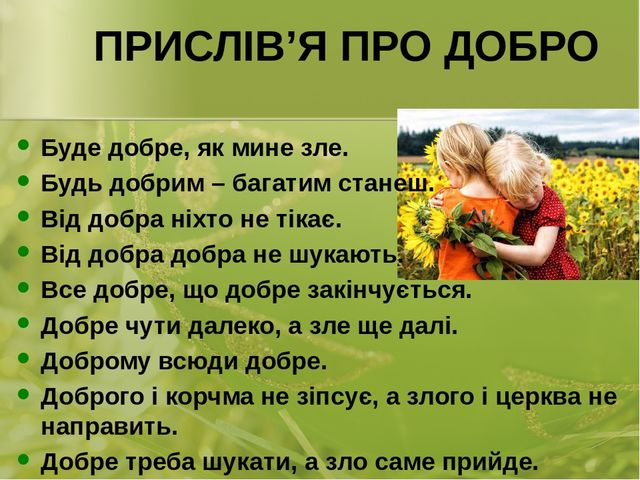 ПРИСЛІВ’Я ПРО ДОБРО
Буде добре, як мине зле.
Будь добрим – багатим станеш.
Від добра ніхто не тікає.
Від добра добра не шукають
Все добре, що добре закінчується.
Добре чути далеко, а зле ще далі.
Доброму всюди добре.
Доброго і корчма не зіпсує, а злого і церква не
направить.
Добре треба шукати, а зло саме прийде.